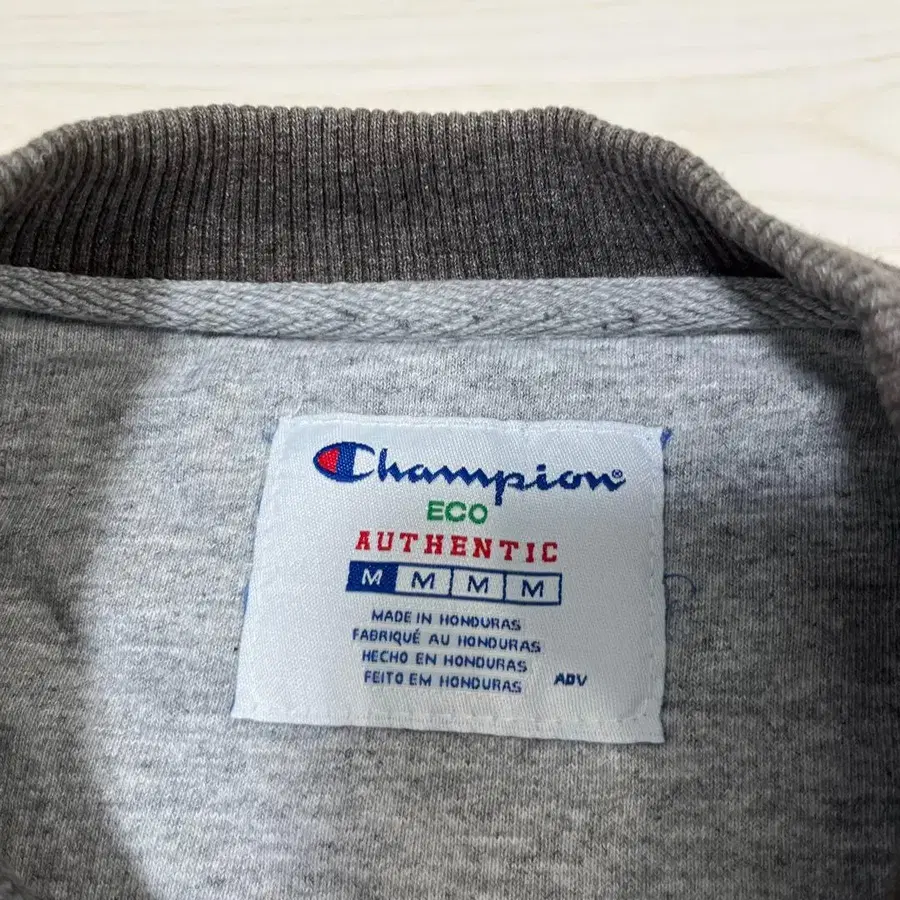 Champion®
ECO
AUTHENTIC
M M M M
MADE IN HONDURAS
FABRIQUÉ AU HONDURAS
HECHO EN HONDURAS
FEITO EM HONDURAS ADV